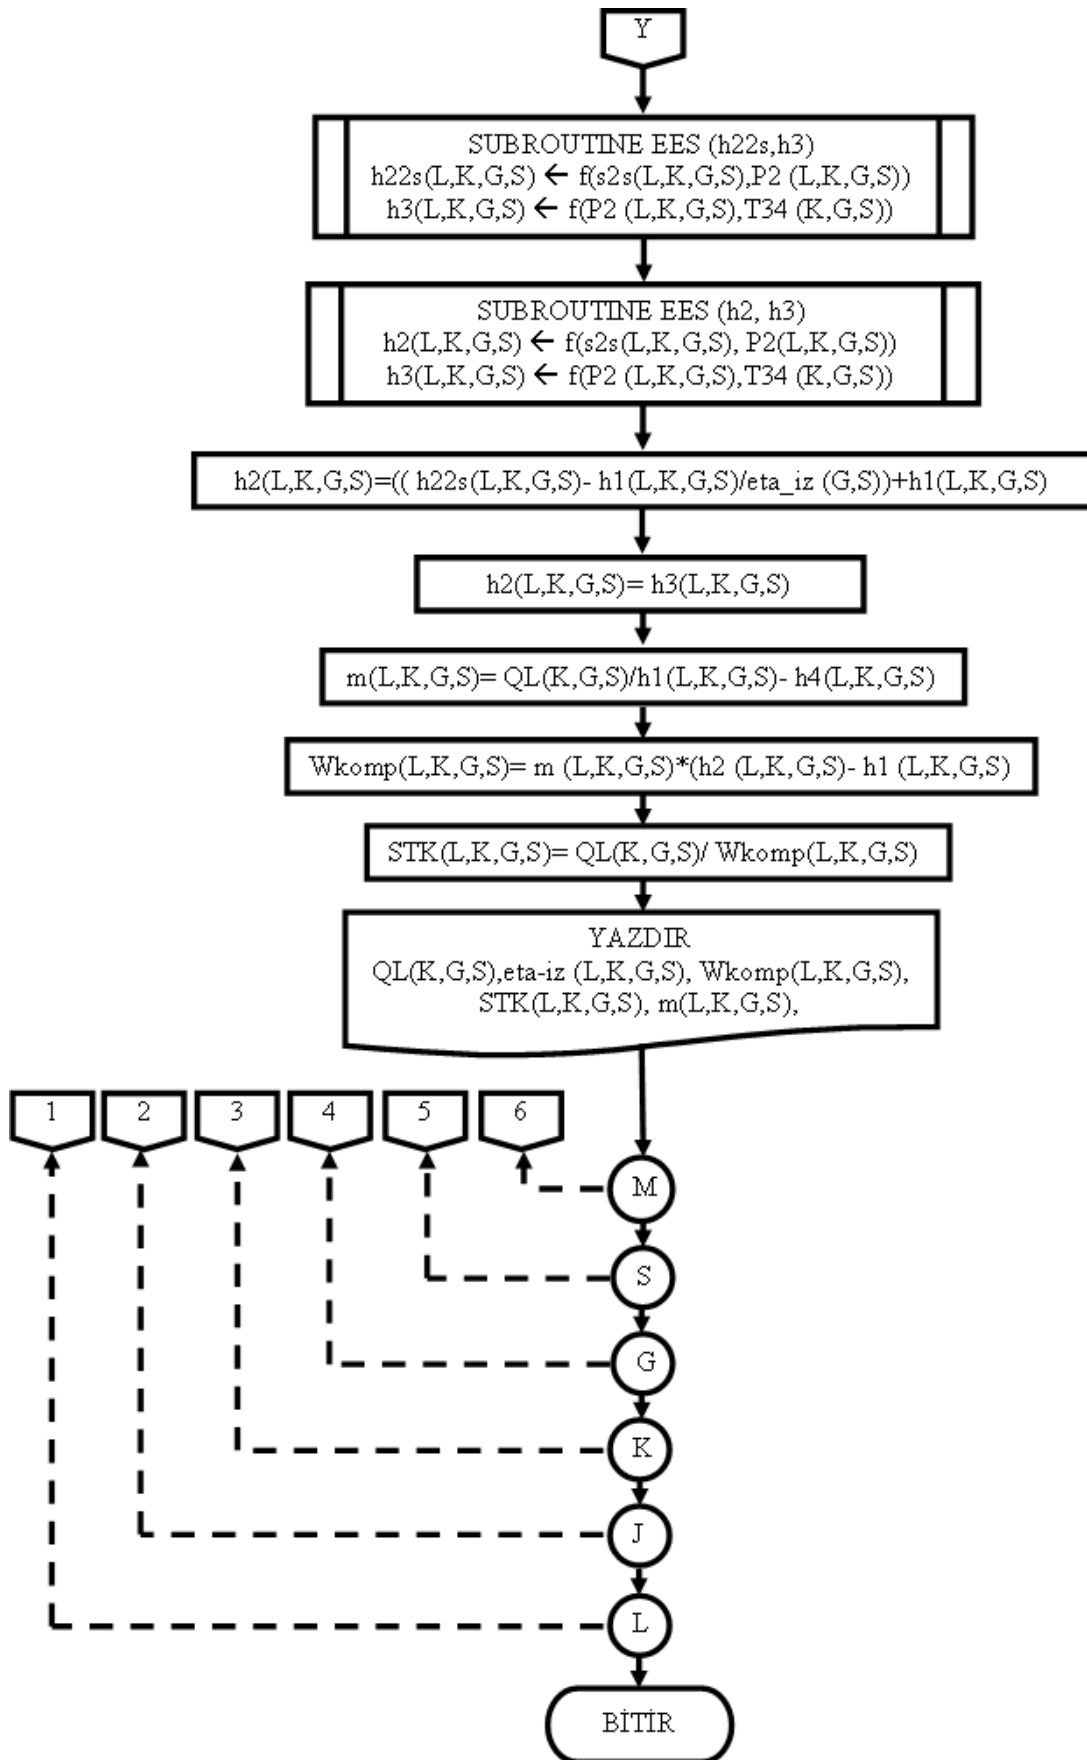 Y
SUBROUTINE EES (h22s,h3)
h22s(L,K,G,S) ← f(s2s(L,K,G,S),P2 (L,K,G,S))
h3(L,K,G,S) ← f(P2 (L,K,G,S),T34 (K,G,S))
SUBROUTINE EES (h2, h3)
h2(L,K,G,S) ← f(s2s(L,K,G,S), P2(L,K,G,S))
h3(L,K,G,S) ← f(P2 (L,K,G,S),T34 (K,G,S))
h2(L,K,G,S)=(( h22s(L,K,G,S)- h1(L,K,G,S)/eta_iz (G,S))+h1(L,K,G,S)
h2(L,K,G,S)= h3(L,K,G,S)
m(L,K,G,S)= QL(K,G,S)/h1(L,K,G,S)- h4(L,K,G,S)
Wkomp(L,K,G,S)= m (L,K,G,S)*(h2 (L,K,G,S)- h1 (L,K,G,S)
STK(L,K,G,S)= QL(K,G,S)/ Wkomp(L,K,G,S)
YAZDIR
QL(K,G,S),eta-iz (L,K,G,S), Wkomp(L,K,G,S),
STK(L,K,G,S), m(L,K,G,S),
1 2 3 4 5 6
M
S
G
K
J
L
BİTİR